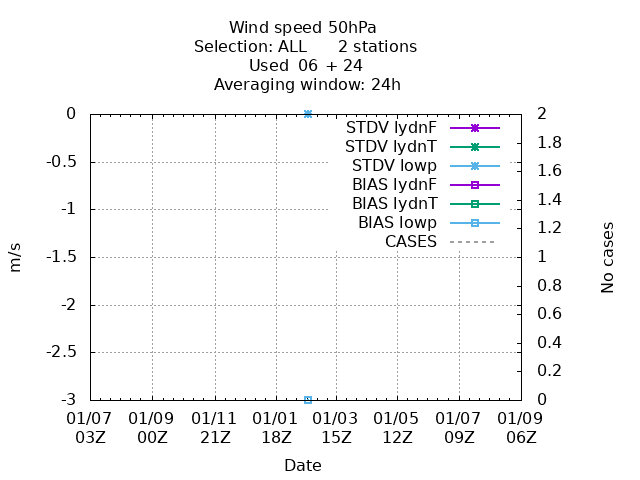 Wind speed 50hPa
Selection: ALL      2 stations
Used  06 + 24
Averaging window: 24h
0
-0.5
-1
-1.5
-2
-2.5
-3
m/s
2
1.8
1.6
1.4
1.2
1
0.8
0.6
0.4
0.2
0
No cases
STDV lydnF
STDV lydnT
STDV lowp
BIAS lydnF
BIAS lydnT
BIAS lowp
CASES
01/07 01/09 01/11 01/01 01/03 01/05 01/07 01/09
03Z 00Z 21Z 18Z 15Z 12Z 09Z 06Z
Date